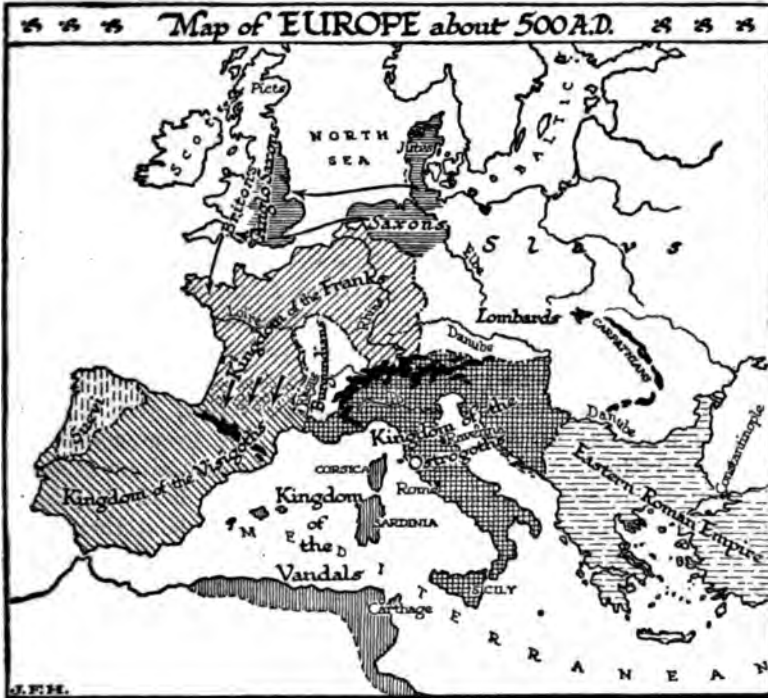 Map of EUROPE about 500 A.D.
Picts
Scots
NORTH
SEA
Jutes
BALTIC
Britons
Anglo Saxons
Saxons
Slavs
Elbe
Kingdom of the Franks
Loire
Rhine
Lombards
CARPATHIANS
Danube
Burgundians
Suevi
Danube
Constantinople
Kingdom of the
Ravenna
Ostrogoths
Kingdom of the Visigoths
CORSICA
Rome
Eastern Roman Empire
Kingdom
of
the
Vandals
SARDINIA
SICILY
Carthage
MEDITERRANEAN
J.F.H.